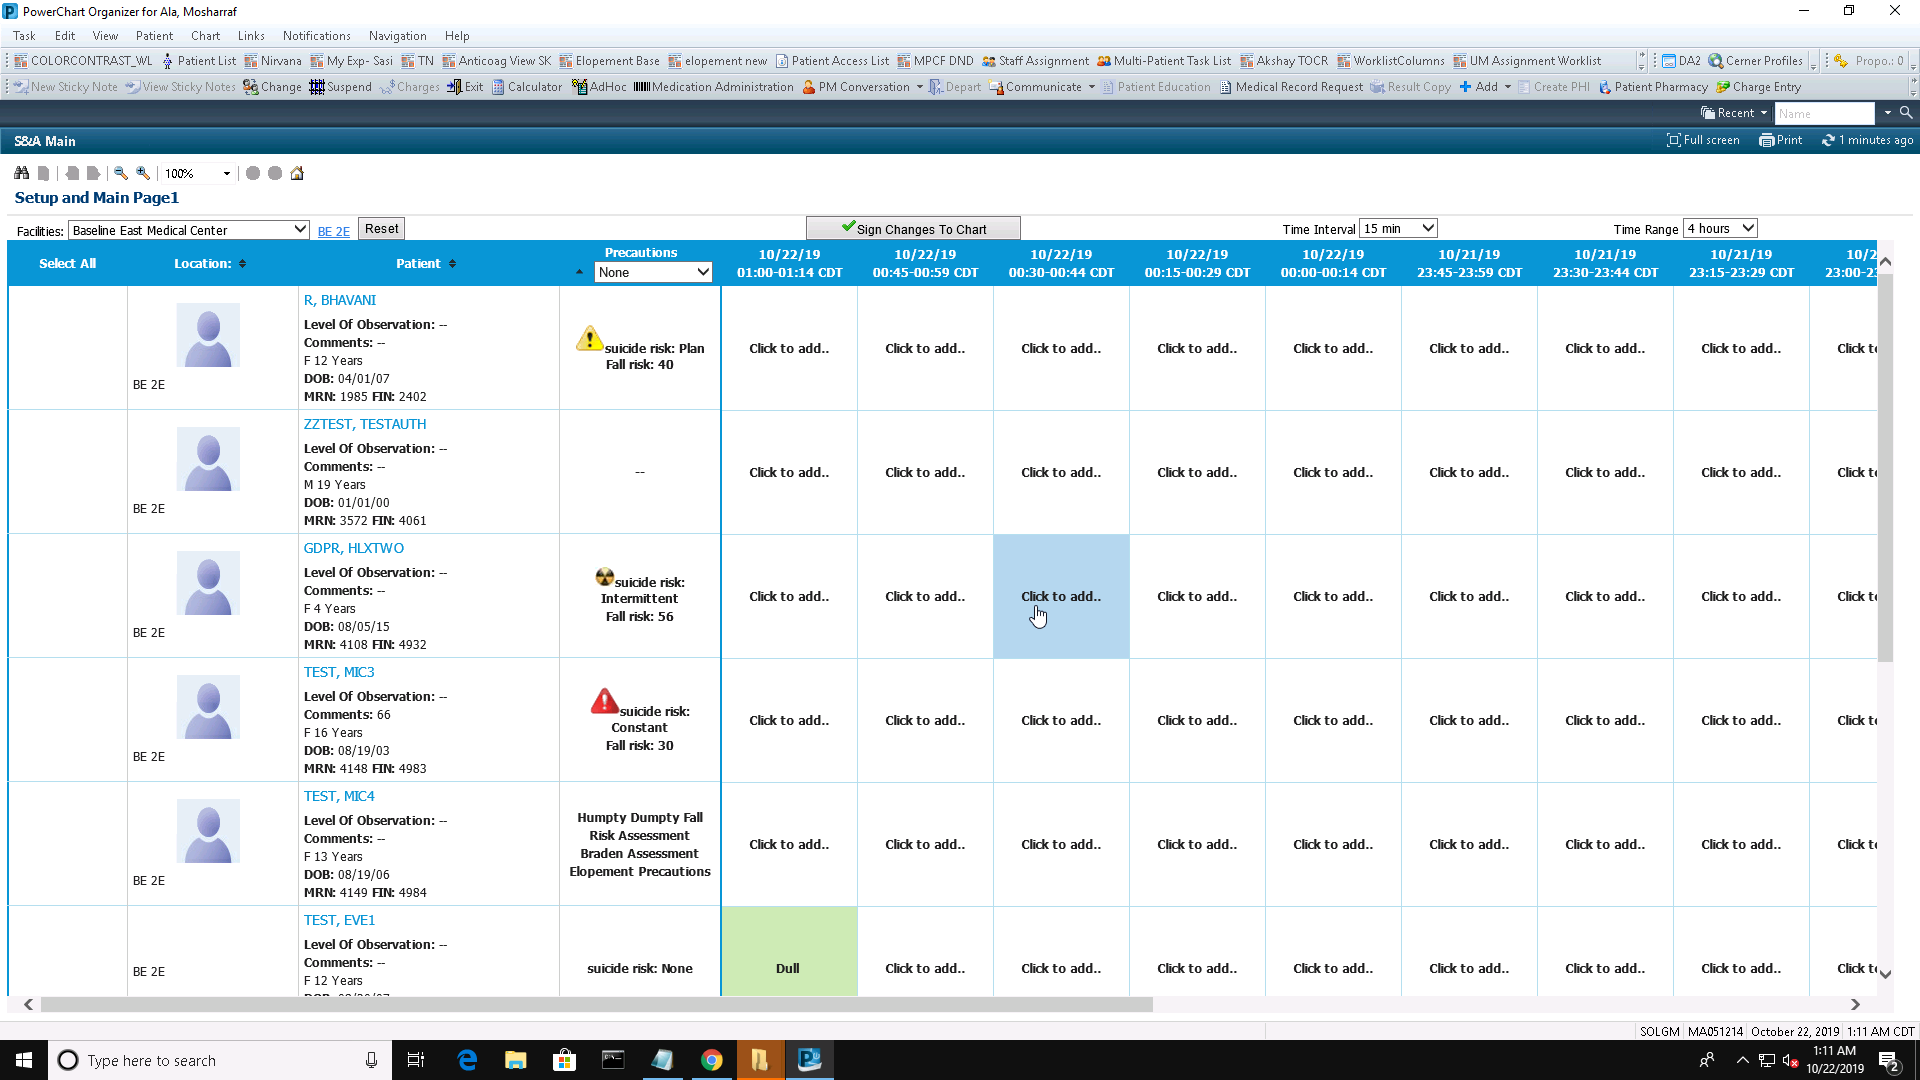 PowerChart Organizer for Ala, Mosharraf
Task Edit View Patient Chart Links Notifications Navigation Help
COLORCONTRAST_WL Patient List Nirvana My Exp- Sasi TN Anticoag View SK Elopement Base elopement new Patient Access List MPCF DND Staff Assignment Multi-Patient Task List Akshay TOCR WorklistColumns UM Assignment Worklist DA2 Cerner Profiles Propo.: 0
New Sticky Note View Sticky Notes Change Suspend Charges Exit Calculator AdHoc Medication Administration PM Conversation Depart Communicate Patient Education Medical Record Request Result Copy Add Create PHI Patient Pharmacy Charge Entry
Recent Name
S&A Main Full screen Print 1 minutes ago
100%
Setup and Main Page1
Facilities: Baseline East Medical Center BE 2E Reset Sign Changes To Chart Time Interval 15 min Time Range 4 hours
Select All Location: Patient Precautions None
10/22/19 10/22/19 10/22/19 10/22/19 10/22/19 10/21/19 10/21/19 10/21/19 10/2
01:00-01:14 CDT 00:45-00:59 CDT 00:30-00:44 CDT 00:15-00:29 CDT 00:00-00:14 CDT 23:45-23:59 CDT 23:30-23:44 CDT 23:15-23:29 CDT 23:00-2
R, BHAVANI
Level Of Observation: --
Comments: --
F 12 Years
DOB: 04/01/07
MRN: 1985 FIN: 2402
BE 2E
suicide risk: Plan
Fall risk: 40
Click to add.. Click to add.. Click to add.. Click to add.. Click to add.. Click to add.. Click to add.. Click to add.. Click t
ZZTEST, TESTAUTH
Level Of Observation: --
Comments: --
M 19 Years
DOB: 01/01/00
MRN: 3572 FIN: 4061
BE 2E
--
Click to add.. Click to add.. Click to add.. Click to add.. Click to add.. Click to add.. Click to add.. Click to add.. Click t
GDPR, HLXTWO
Level Of Observation: --
Comments: --
F 4 Years
DOB: 08/05/15
MRN: 4108 FIN: 4932
BE 2E
suicide risk:
Intermittent
Fall risk: 56
Click to add.. Click to add.. Click to add.. Click to add.. Click to add.. Click to add.. Click to add.. Click to add.. Click t
TEST, MIC3
Level Of Observation: --
Comments: 66
F 16 Years
DOB: 08/19/03
MRN: 4148 FIN: 4983
BE 2E
suicide risk:
Constant
Fall risk: 30
Click to add.. Click to add.. Click to add.. Click to add.. Click to add.. Click to add.. Click to add.. Click to add.. Click t
TEST, MIC4
Level Of Observation: --
Comments: --
F 13 Years
DOB: 08/19/06
MRN: 4149 FIN: 4984
BE 2E
Humpty Dumpty Fall
Risk Assessment
Braden Assessment
Elopement Precautions
Click to add.. Click to add.. Click to add.. Click to add.. Click to add.. Click to add.. Click to add.. Click to add.. Click t
TEST, EVE1
Level Of Observation: --
Comments: --
F 12 Years
BE 2E
suicide risk: None
Dull Click to add.. Click to add.. Click to add.. Click to add.. Click to add.. Click to add.. Click to add.. Click t
SOLGM MA051214 October 22, 2019 1:11 AM CDT
Type here to search
1:11 AM
10/22/2019
2